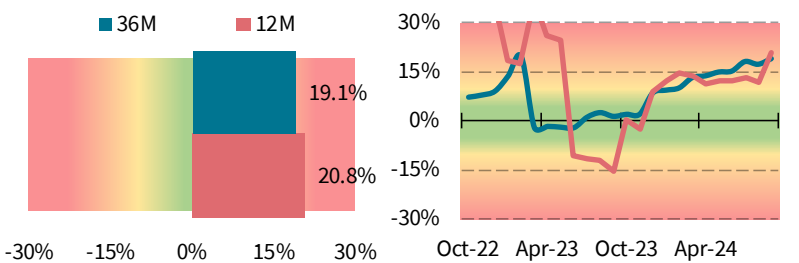 36M
12M
19.1%
20.8%
-30%
-15%
0%
15%
30%
30%
15%
0%
-15%
-30%
Oct-22
Apr-23
Oct-23
Apr-24